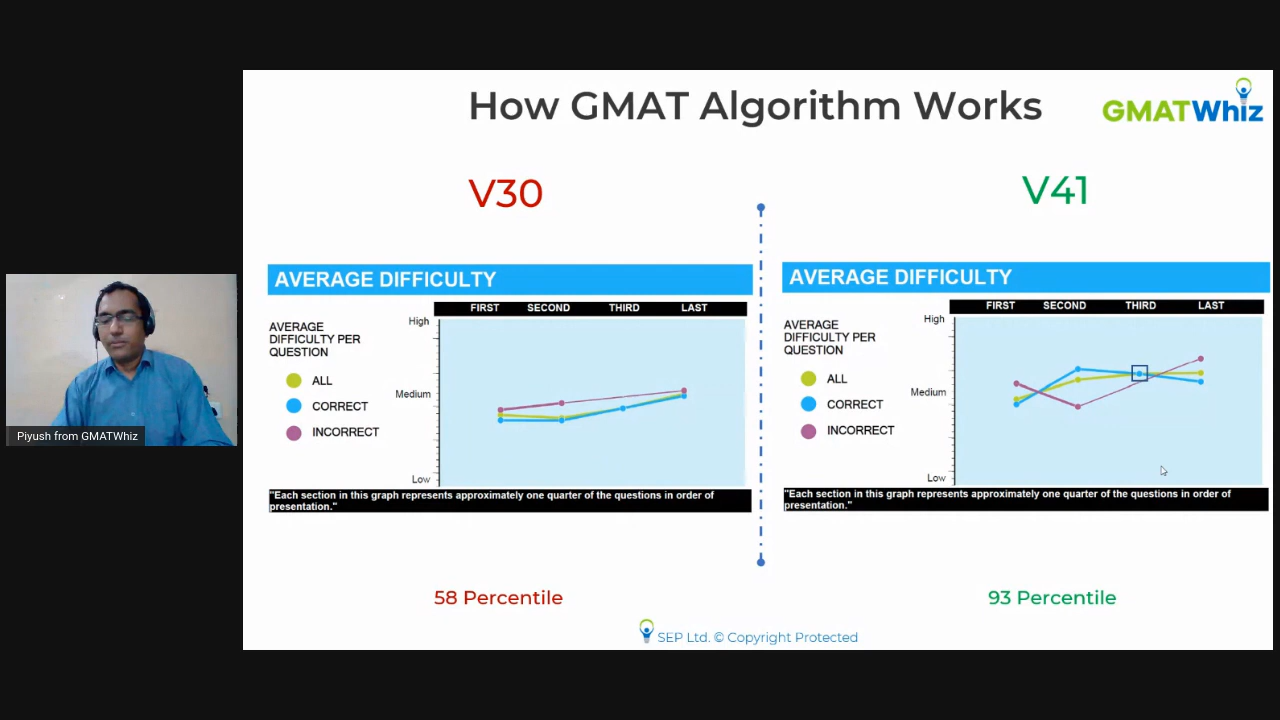 How GMAT Algorithm Works
GMATWhiz
V30
V41
AVERAGE DIFFICULTY
FIRST SECOND THIRD LAST
AVERAGE
DIFFICULTY PER
QUESTION
High
ALL
Medium
CORRECT
INCORRECT
Low
"Each section in this graph represents approximately one quarter of the questions in order of
presentation."
AVERAGE DIFFICULTY
FIRST SECOND THIRD LAST
AVERAGE
DIFFICULTY PER
QUESTION
High
ALL
Medium
CORRECT
INCORRECT
Low
"Each section in this graph represents approximately one quarter of the questions in order of
presentation."
Piyush from GMATWhiz
58 Percentile
93 Percentile
SEP Ltd. © Copyright Protected